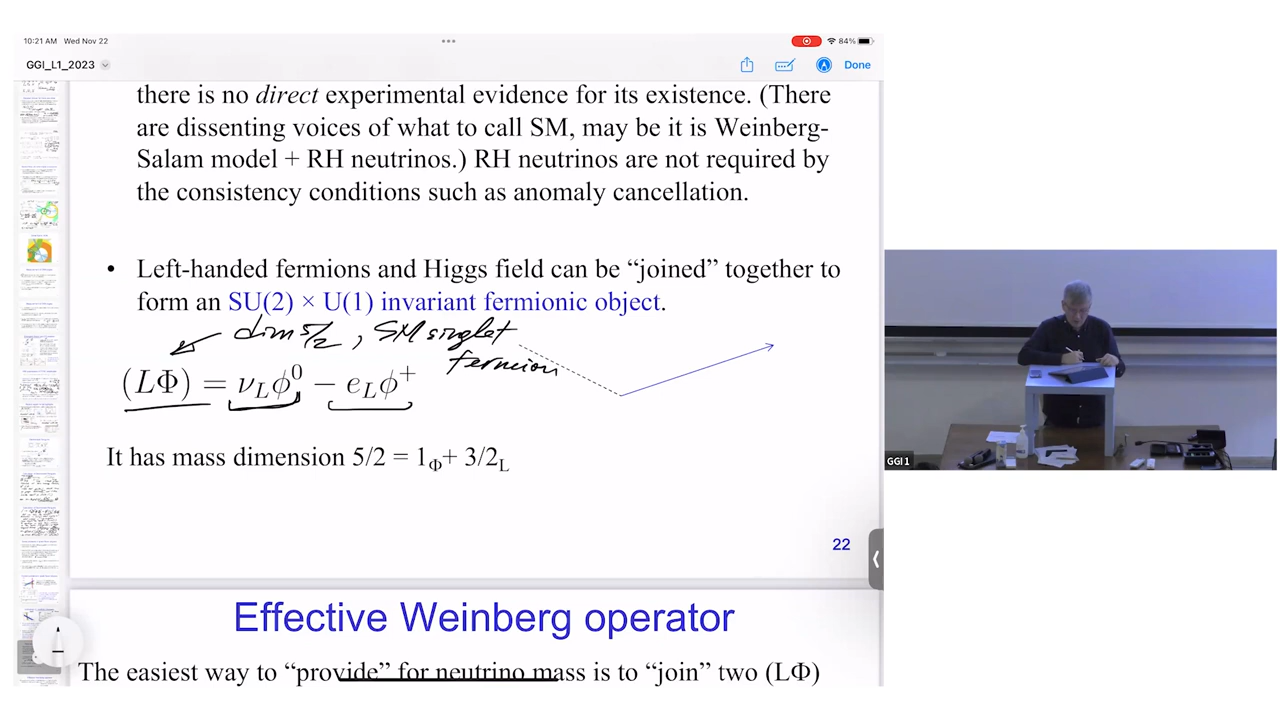 10:21 AM Wed Nov 22
84%
GGI_L1_2023
Done
there is no direct experimental evidence for its existence. (There
are dissenting voices of what to call SM, may be it is Weinberg-
Salam model + RH neutrinos.) RH neutrinos are not required by
the consistency conditions such as anomaly cancellation.
• Left-handed fermions and Higgs field can be “joined” together to
form an SU(2) × U(1) invariant fermionic object.
dim 5/2, SM singlet
fermion
(LΦ) = ν_L ϕ^0 − e_L ϕ^+
It has mass dimension 5/2 = 1_Φ + 3/2_L
22
Effective Weinberg operator
The easiest way to “provide” for neutrino mass is to “join” two (LΦ)
GGI 1